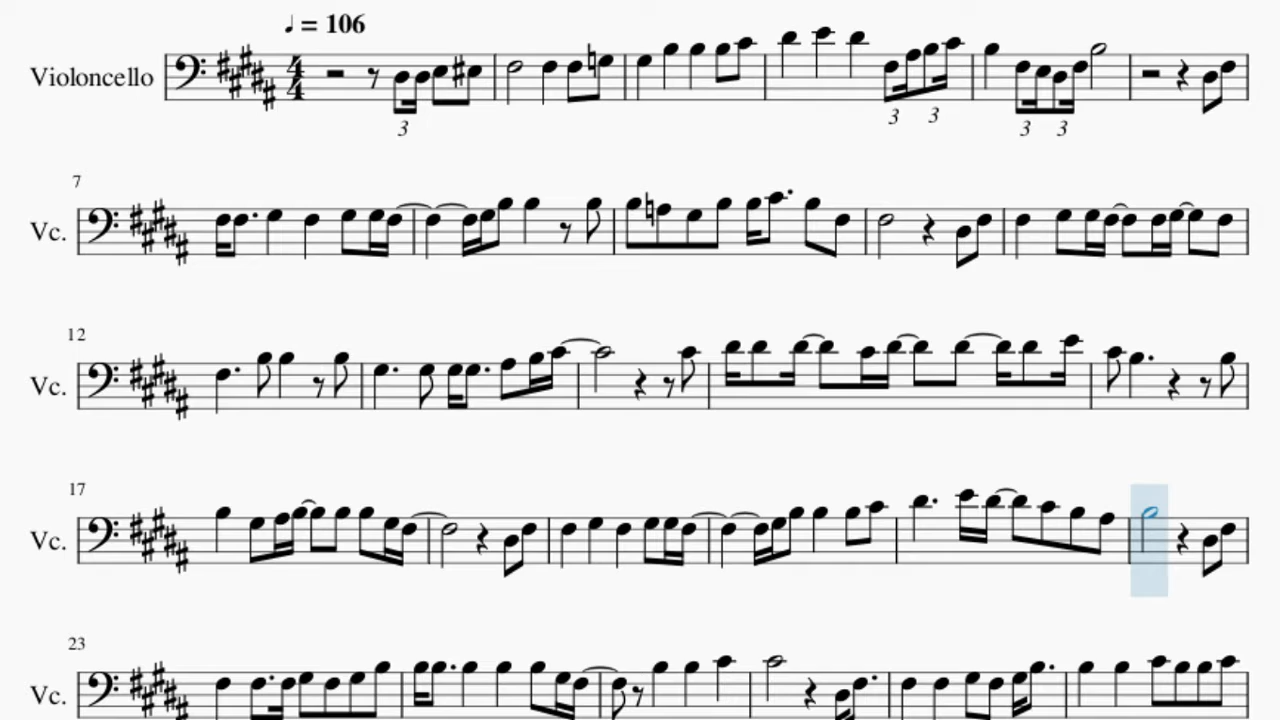 ♩ = 106
Violoncello
4
4
3 3 3 3 3
7
Vc.
12
Vc.
17
Vc.
23
Vc.